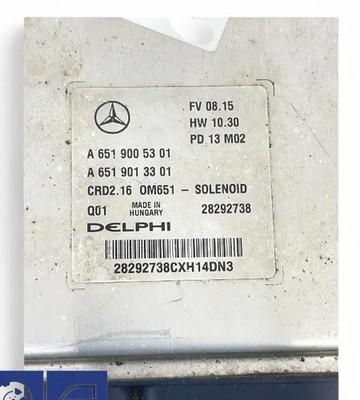 FV 08.15
HW 10.30
PD 13 M02
A 651 900 53 01
A 651 901 33 01
CRD2.16 OM651 - SOLENOID
Q01 MADE IN HUNGARY 28292738
DELPHI
28292738CXH14DN3